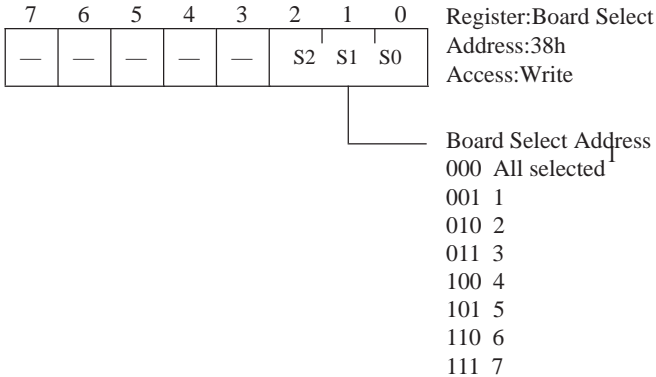 7 6 5 4 3 2 1 0
— — — — — S2 S1 S0
Register:Board Select
Address:38h
Access:Write
Board Select Address
000 All selected1
001 1
010 2
011 3
100 4
101 5
110 6
111 7